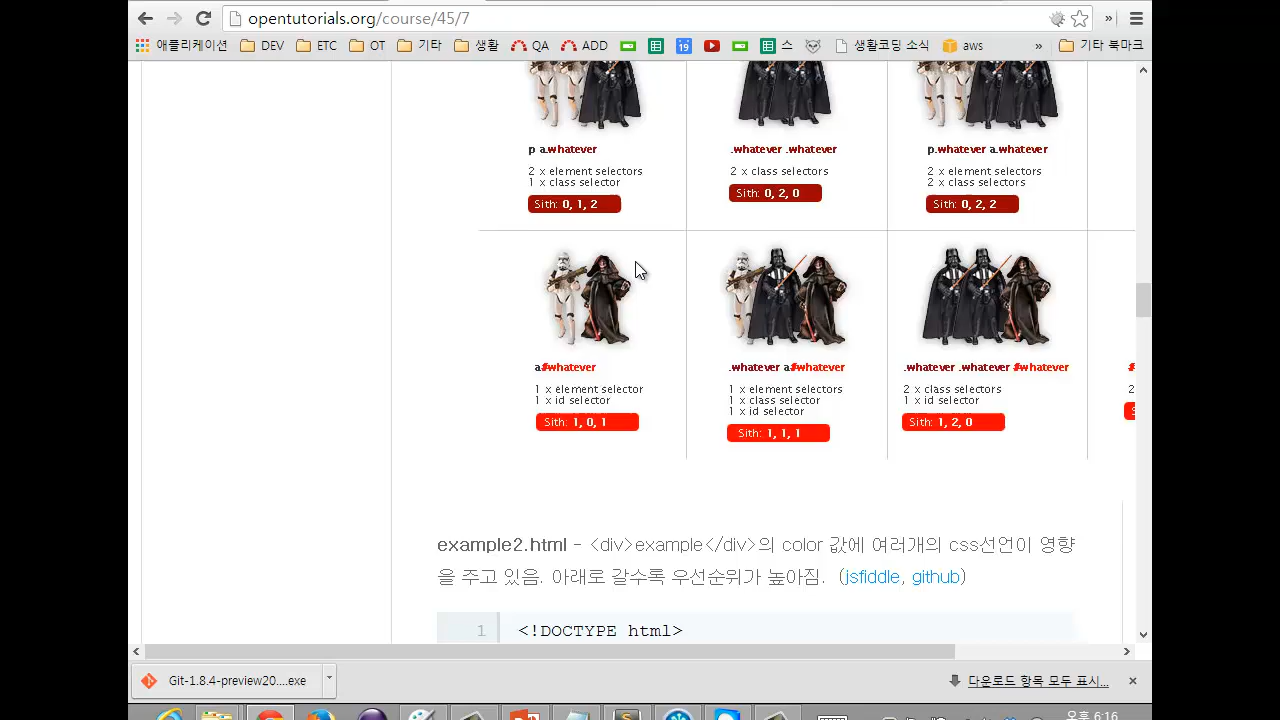 opentutorials.org/course/45/7
»
애플리케이션 DEV ETC OT 기타 생활 QA ADD 19 스 생활코딩 소식 aws » 기타 북마크
p a.whatever
2 x element selectors
1 x class selector
Sith: 0, 1, 2
.whatever .whatever
2 x class selectors
Sith: 0, 2, 0
p.whatever a.whatever
2 x element selectors
2 x class selectors
Sith: 0, 2, 2
a#whatever
1 x element selector
1 x id selector
Sith: 1, 0, 1
.whatever a#whatever
1 x element selectors
1 x class selector
1 x id selector
Sith: 1, 1, 1
.whatever .whatever #whatever
2 x class selectors
1 x id selector
Sith: 1, 2, 0
#
2
S
example2.html - <div>example</div>의 color 값에 여러개의 css선언이 영향
을 주고 있음. 아래로 갈수록 우선순위가 높아짐. (jsfiddle, github)
1 <!DOCTYPE html>
Git-1.8.4-preview20....exe
다운로드 항목 모두 표시...
오후 6:16